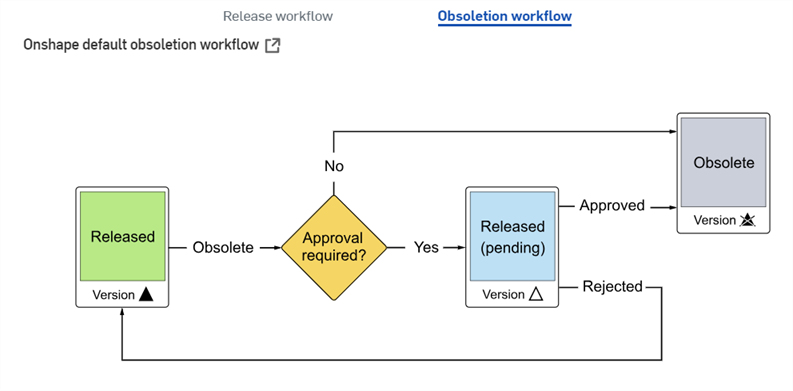 Release workflow
Obsoletion workflow
Onshape default obsoletion workflow
No
Obsolete
Version
Released
Version
Obsolete
Approval
required?
Yes
Released
(pending)
Version
Approved
Rejected